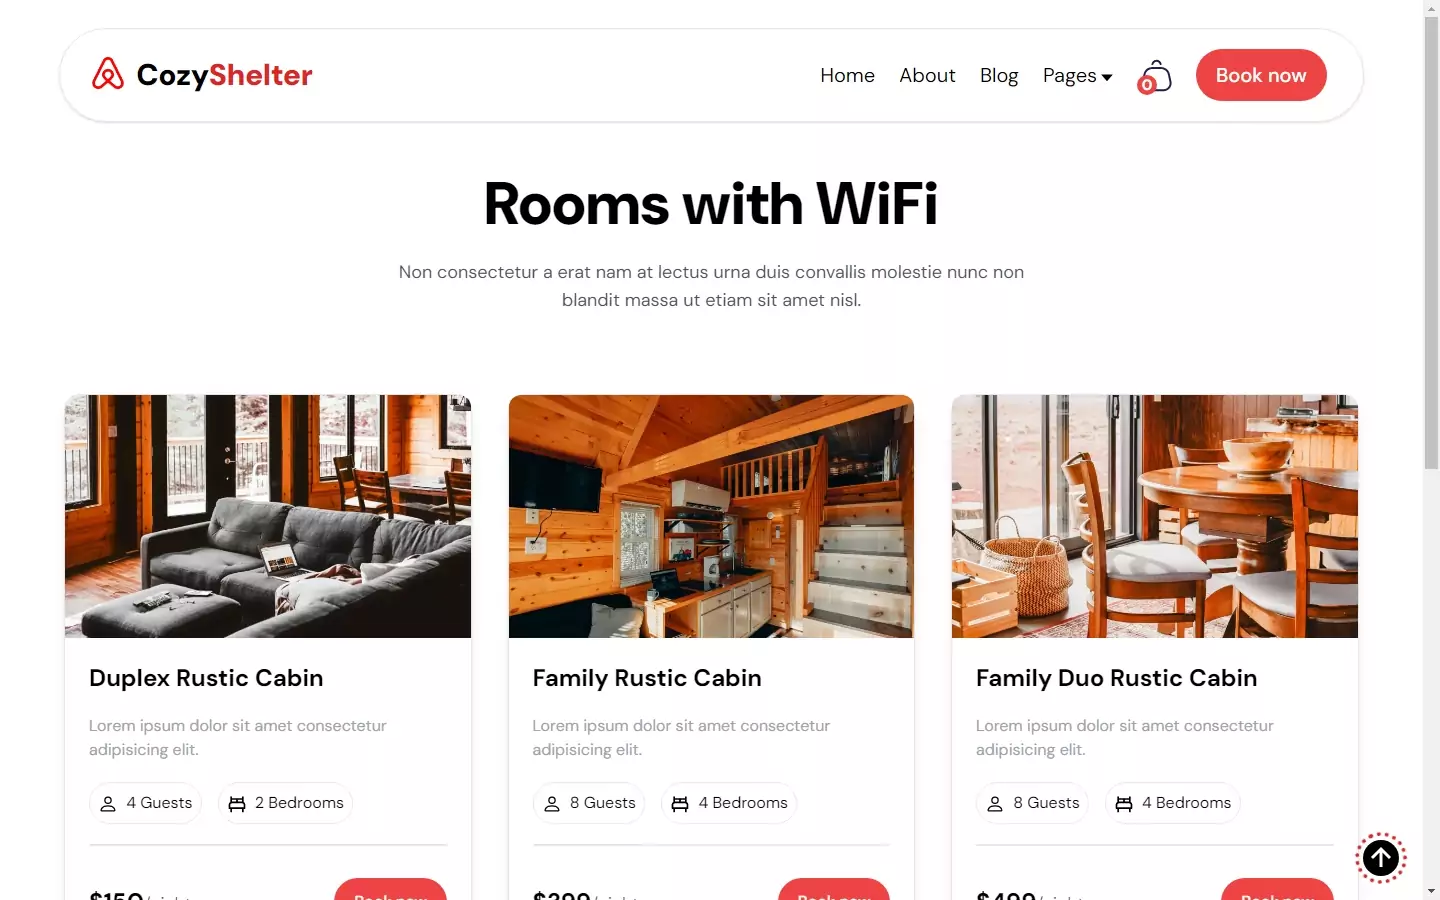 CozyShelter
Home
About
Blog
Pages
0
Book now
Rooms with WiFi
Non consectetur a erat nam at lectus urna duis convallis molestie nunc non
blandit massa ut etiam sit amet nisl.
Duplex Rustic Cabin
Lorem ipsum dolor sit amet consectetur
adipisicing elit.
4 Guests
2 Bedrooms
Family Rustic Cabin
Lorem ipsum dolor sit amet consectetur
adipisicing elit.
8 Guests
4 Bedrooms
Family Duo Rustic Cabin
Lorem ipsum dolor sit amet consectetur
adipisicing elit.
8 Guests
4 Bedrooms